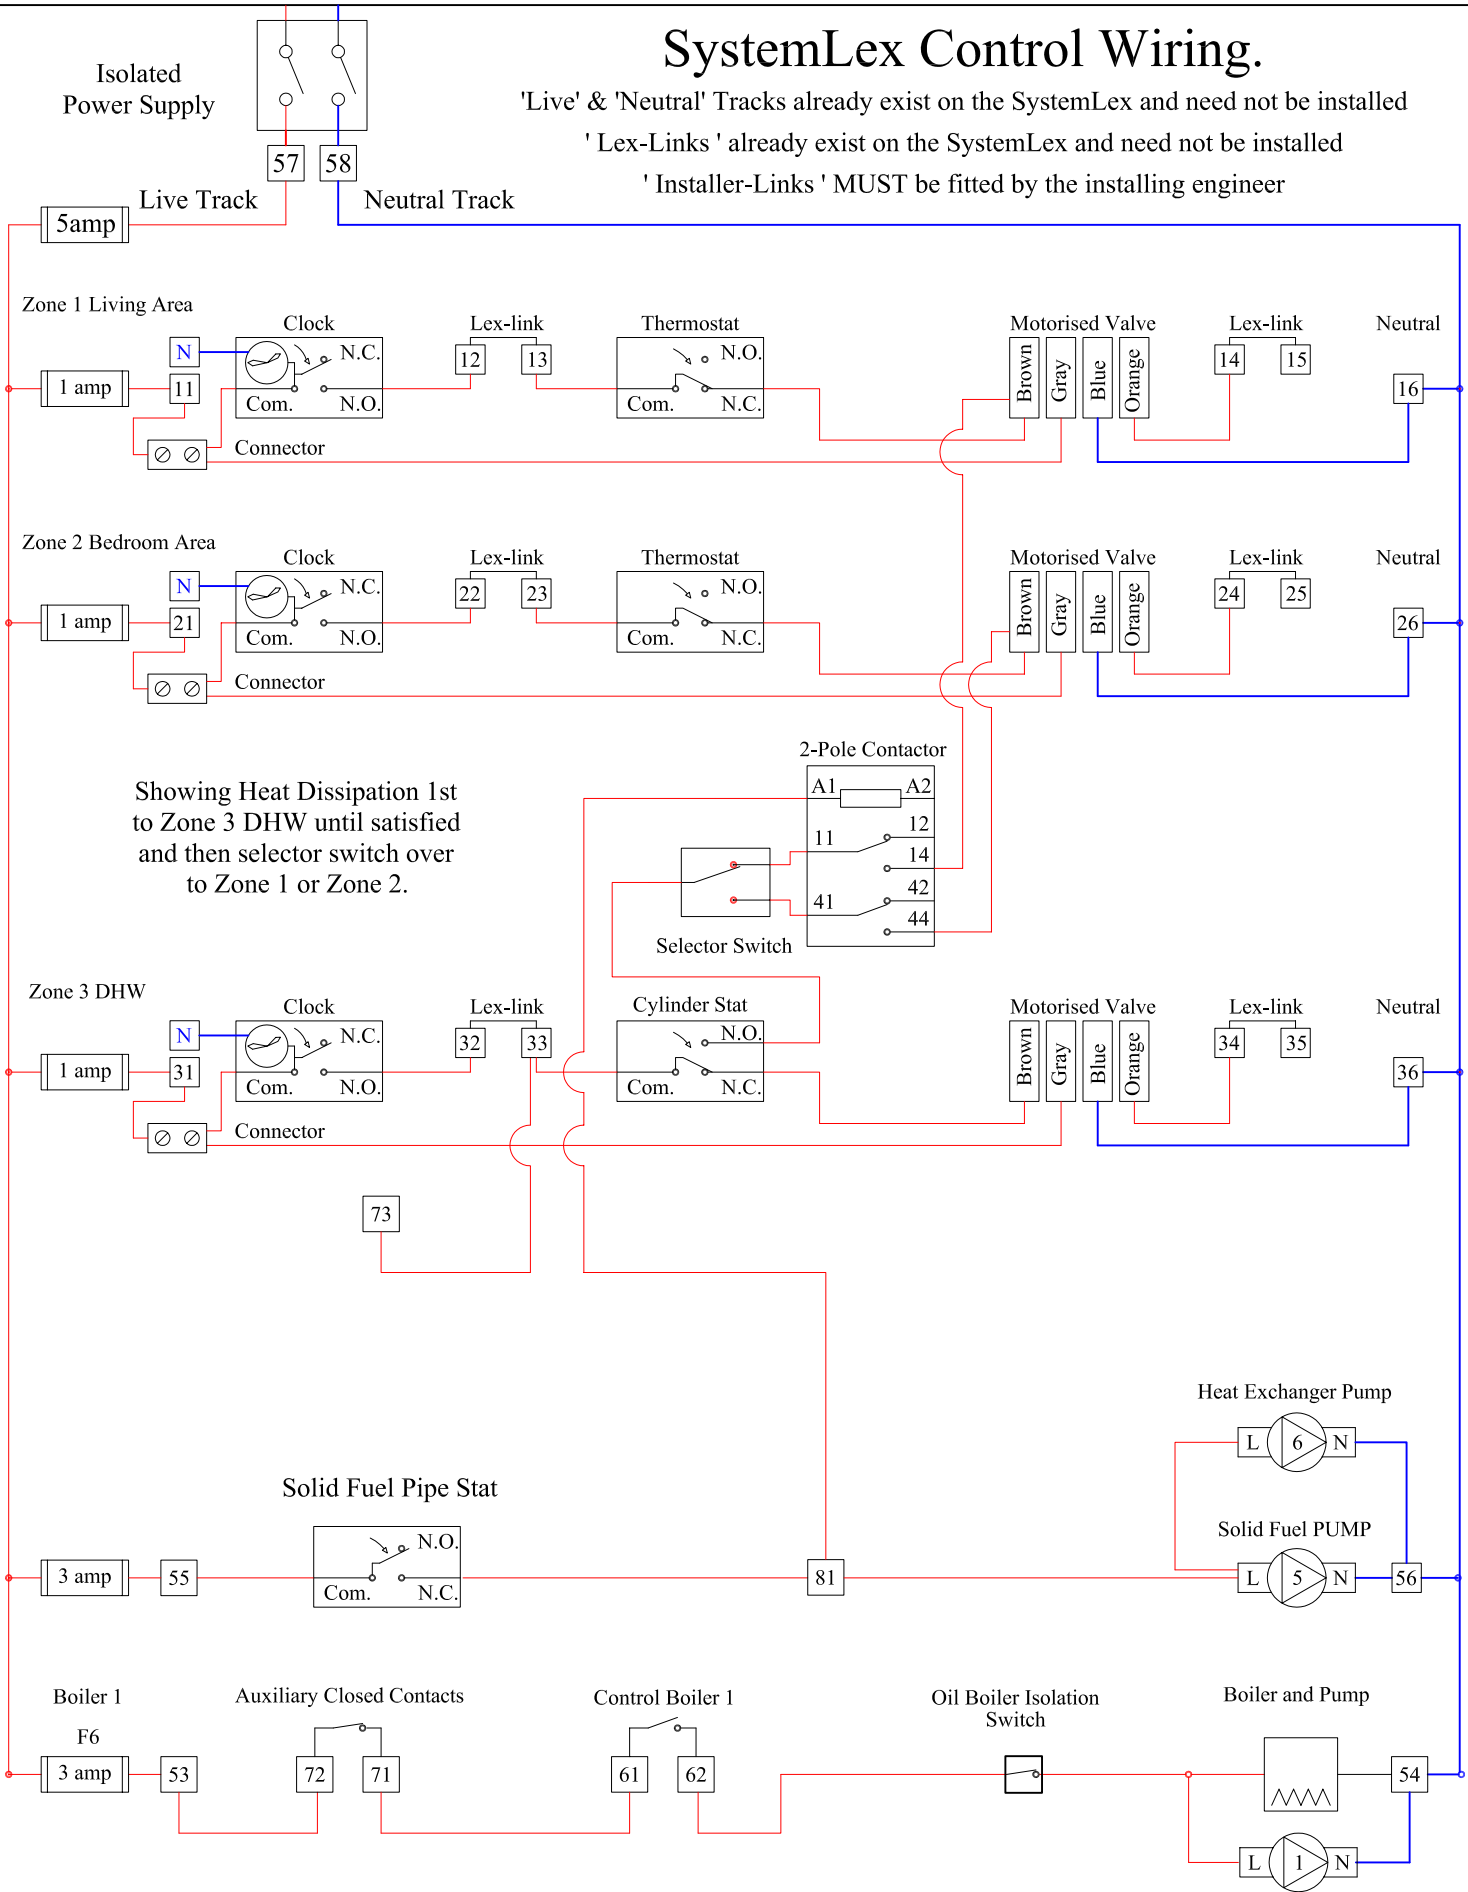 SystemLex Control Wiring.
Isolated
Power Supply
'Live' & 'Neutral' Tracks already exist on the SystemLex and need not be installed
' Lex-Links ' already exist on the SystemLex and need not be installed
' Installer-Links ' MUST be fitted by the installing engineer
57 58
Live Track Neutral Track
5amp
Zone 1 Living Area
Clock Lex-link Thermostat Motorised Valve Lex-link Neutral
N N.C. 12 13 N.O. Brown Gray Blue Orange 14 15
1 amp 11 16
Com. N.O. Com. N.C.
Connector
Zone 2 Bedroom Area
Clock Lex-link Thermostat Motorised Valve Lex-link Neutral
N N.C. 22 23 N.O. Brown Gray Blue Orange 24 25
1 amp 21 26
Com. N.O. Com. N.C.
Connector
2-Pole Contactor
A1 A2
12
11
14
42
41
44
Selector Switch
Showing Heat Dissipation 1st
to Zone 3 DHW until satisfied
and then selector switch over
to Zone 1 or Zone 2.
Zone 3 DHW
Clock Lex-link Cylinder Stat Motorised Valve Lex-link Neutral
N N.C. 32 33 N.O. Brown Gray Blue Orange 34 35
1 amp 31 36
Com. N.O. Com. N.C.
Connector
73
Heat Exchanger Pump
L 6 N
Solid Fuel Pipe Stat
Solid Fuel PUMP
N.O.
3 amp 55 81 L 5 N 56
Com. N.C.
Boiler 1 Auxiliary Closed Contacts Control Boiler 1 Oil Boiler Isolation Boiler and Pump
Switch
F6
3 amp 53 72 71 61 62 54
L 1 N